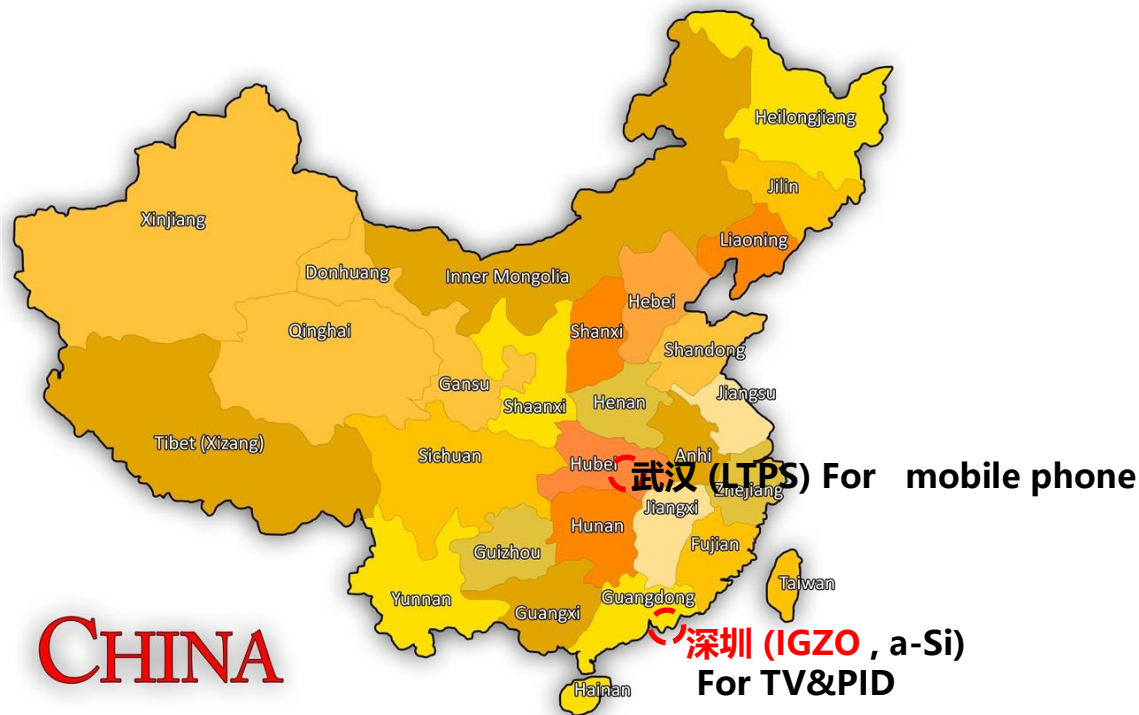 Heilongjiang
Jilin
Xinjiang
Liaoning
Donhuang
Inner Mongolia
Hebei
Qinghai
Shanxi
Shandong
Gansu
Jiangsu
Shaanxi
Henan
Tibet (Xizang)
Sichuan
Hubei
Anhi
武汉 (LTPS) For mobile phone
Zhejiang
Jiangxi
Hunan
Guizhou
Fujian
Taiwan
Yunnan
Guangdong
Guangxi
CHINA
深圳 (IGZO , a-Si)
For TV&PID
Hainan